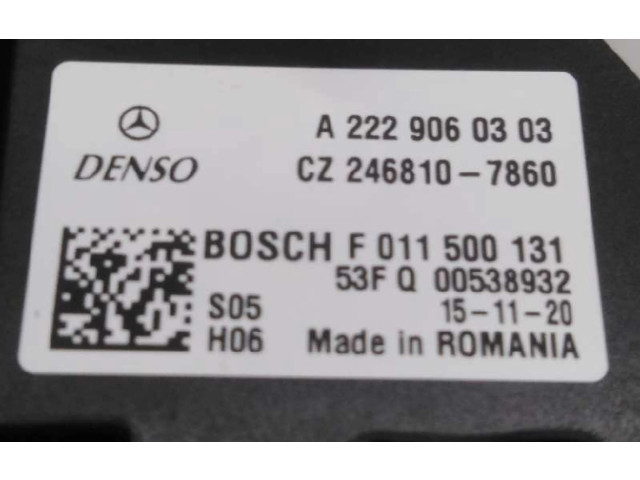 A 222 906 03 03
DENSO CZ 246810-7860
BOSCH F 011 500 131
53F Q 00538932
S05 15-11-20
H06 Made in ROMANIA